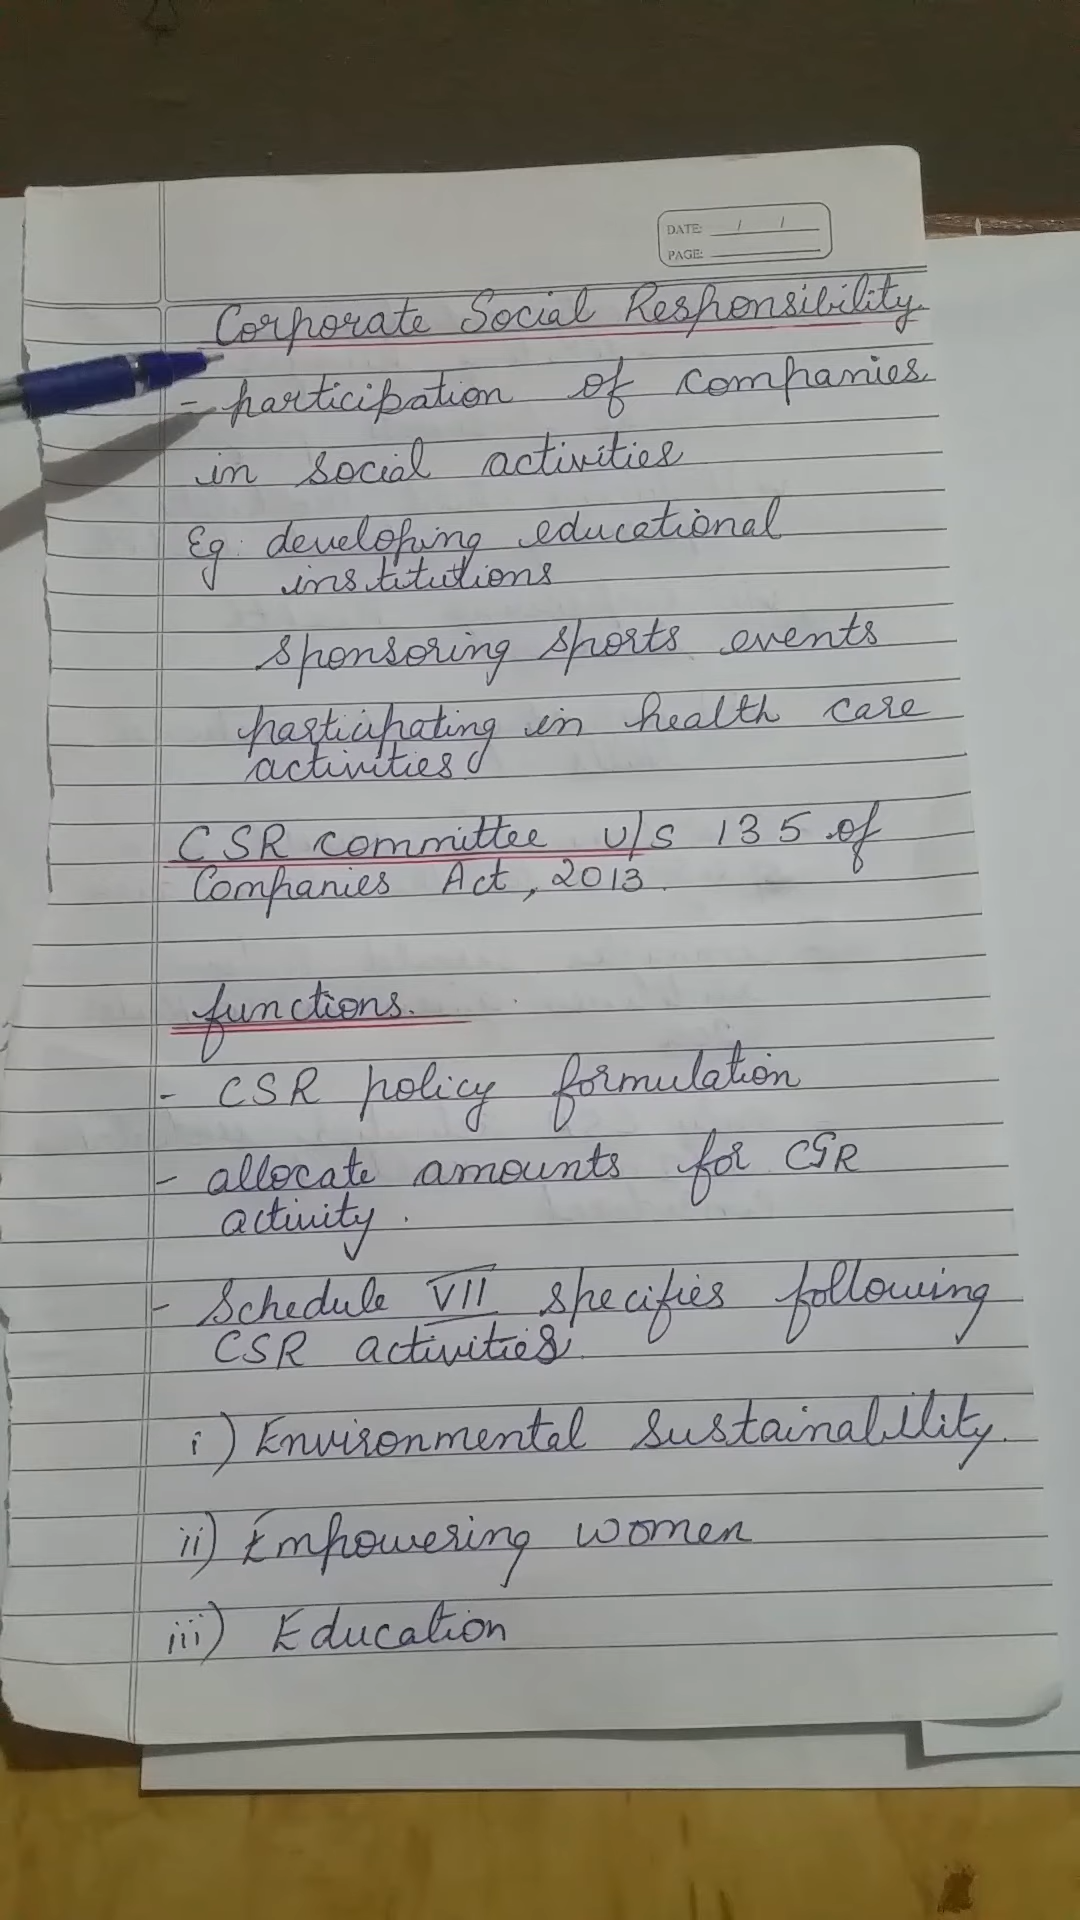 DATE: / /
PAGE:
Corporate Social Responsibility
- participation of companies
in social activities
Eg: developing educational
institutions
sponsoring sports events
participating in health care
activities
CSR committee u/s 135 of
Companies Act, 2013.
functions.
- CSR policy formulation
- allocate amounts for CSR
activity.
- Schedule VII specifies following
CSR activities.
i) Environmental Sustainability.
ii) Empowering women
iii) Education